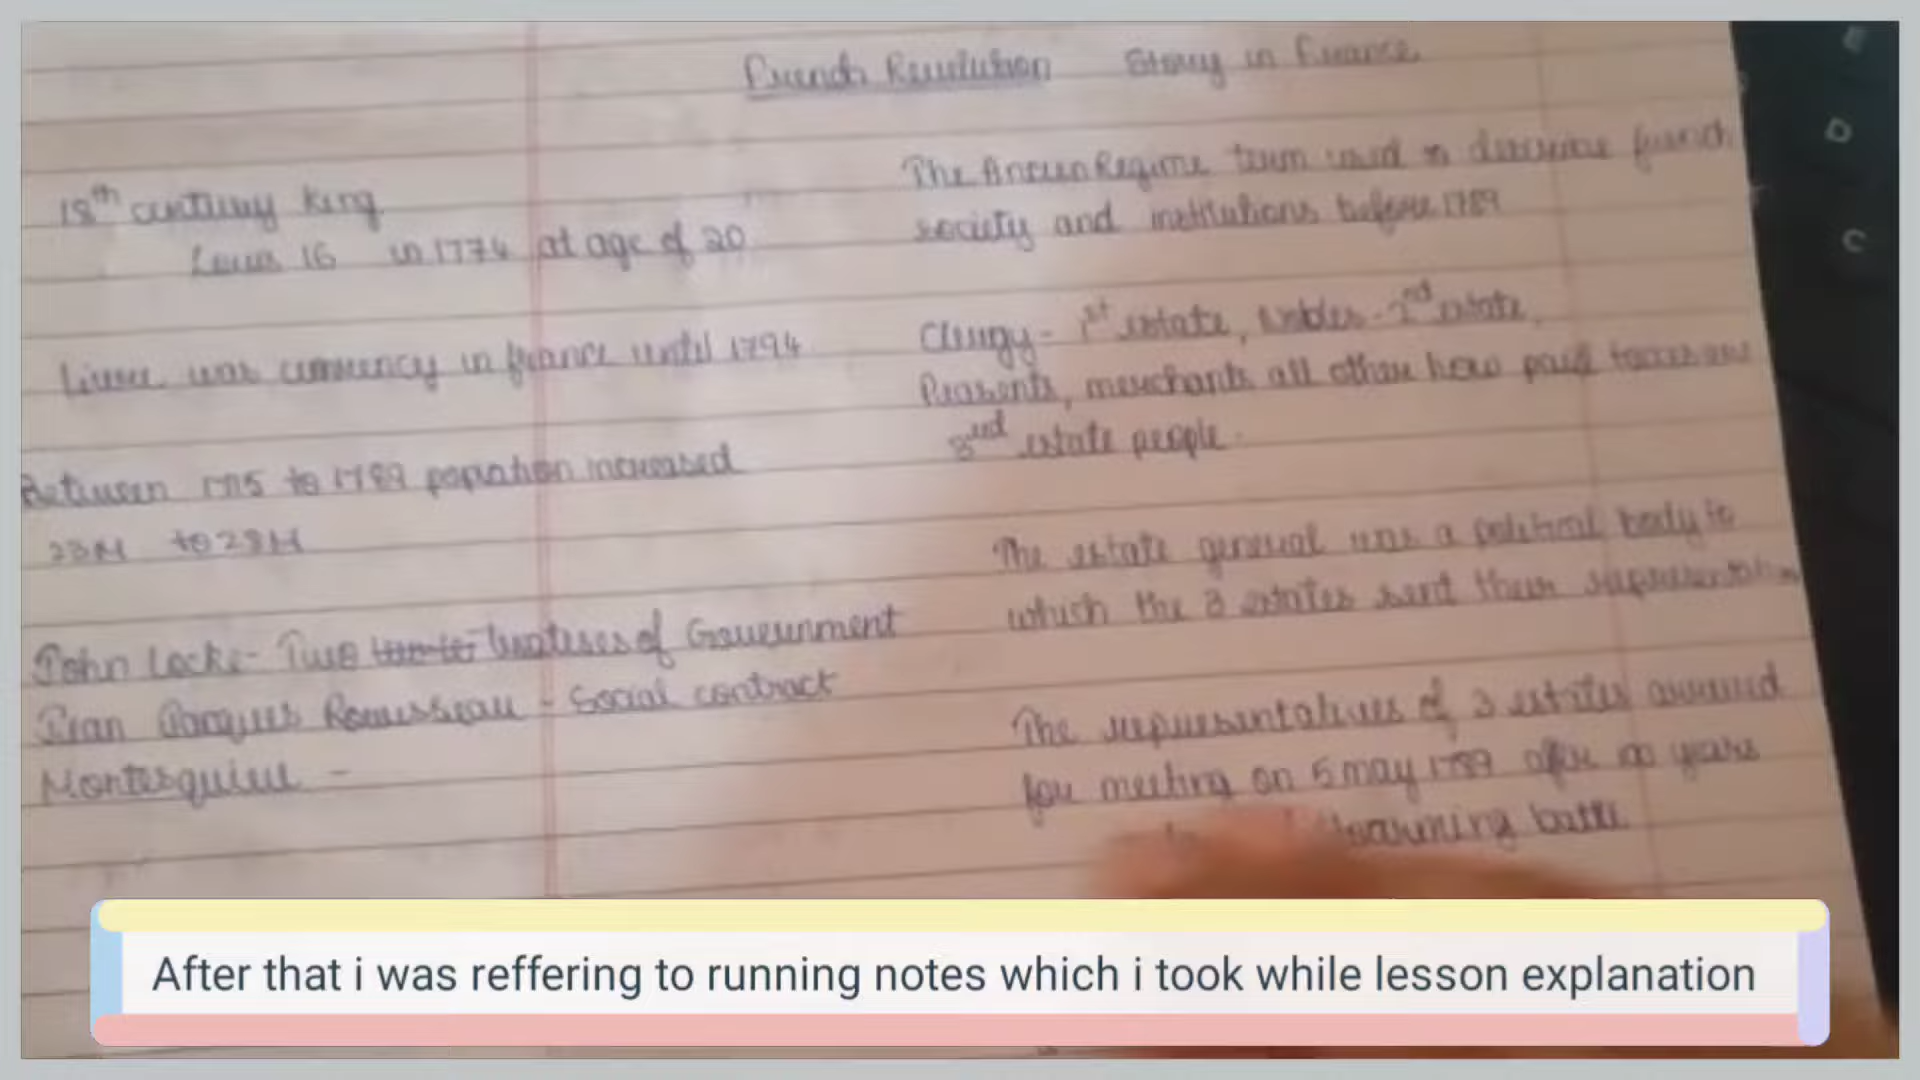 French Revolution Story in France
18th century king
Louis 16 in 1774 at age of 20
Livre was currency in france until 1794
Between 1715 to 1789 popration increased
23M to 28M
John Locke - Two treatises of Government
Jean Jacques Rousseau - Social contract
Montesquieu -
The Ancien Regime term used to describe french
society and institutions before 1789
Clergy - 1st estate, Nobles - 2nd estate,
Peasents, merchants all other how paid taxes are
3rd estate people.
The estate general was a political body to
which the 3 estates sent their
The representatives of 3 estates
for meeting on 5 may 1789 after years
E
D
C
After that i was reffering to running notes which i took while lesson explanation